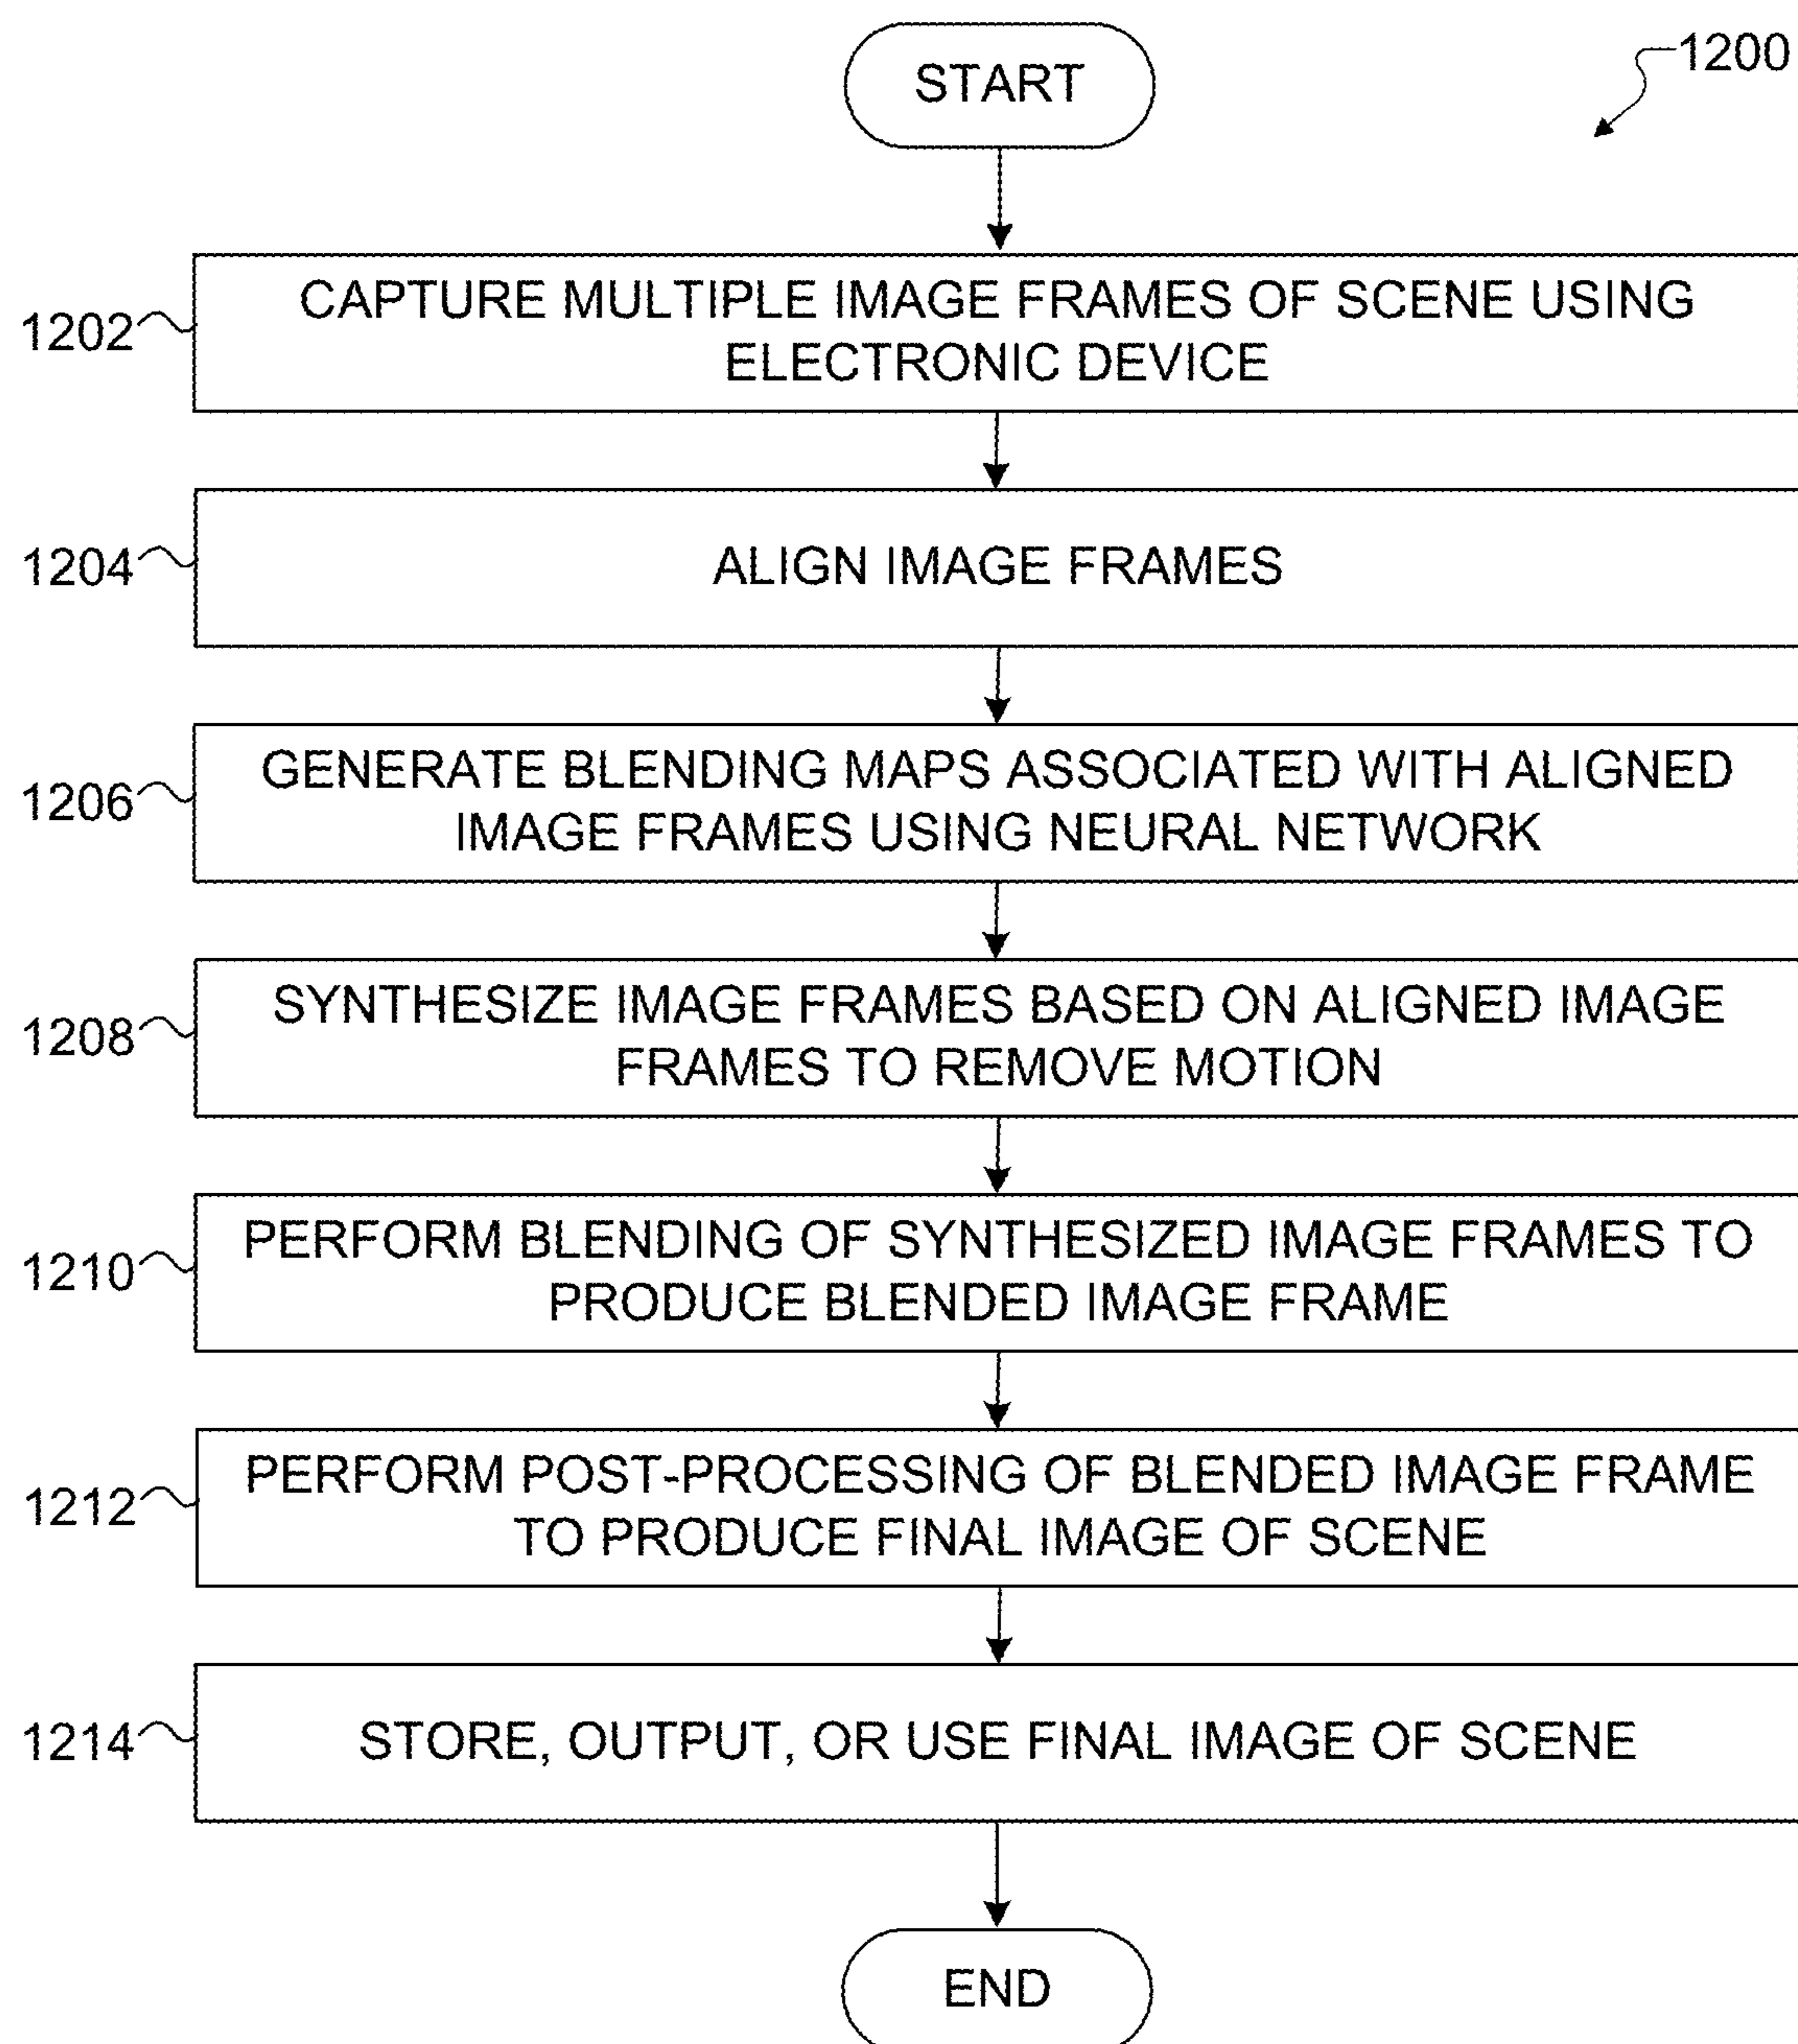 START
1200
1202
CAPTURE MULTIPLE IMAGE FRAMES OF SCENE USING
ELECTRONIC DEVICE
1204
ALIGN IMAGE FRAMES
1206
GENERATE BLENDING MAPS ASSOCIATED WITH ALIGNED
IMAGE FRAMES USING NEURAL NETWORK
1208
SYNTHESIZE IMAGE FRAMES BASED ON ALIGNED IMAGE
FRAMES TO REMOVE MOTION
1210
PERFORM BLENDING OF SYNTHESIZED IMAGE FRAMES TO
PRODUCE BLENDED IMAGE FRAME
1212
PERFORM POST-PROCESSING OF BLENDED IMAGE FRAME
TO PRODUCE FINAL IMAGE OF SCENE
1214
STORE, OUTPUT, OR USE FINAL IMAGE OF SCENE
END